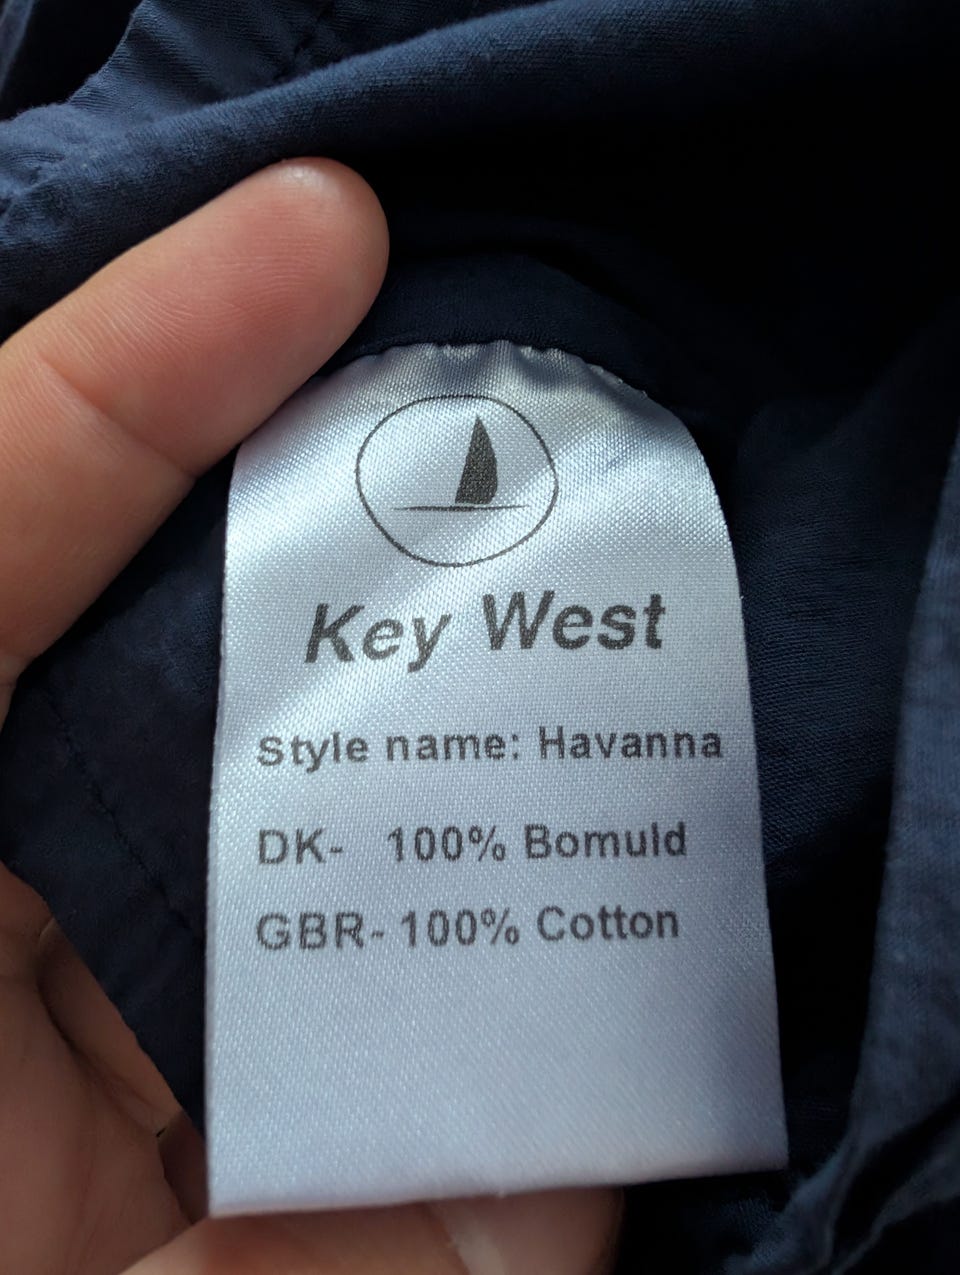 Key West
Style name: Havanna
DK- 100% Bomuld
GBR- 100% Cotton